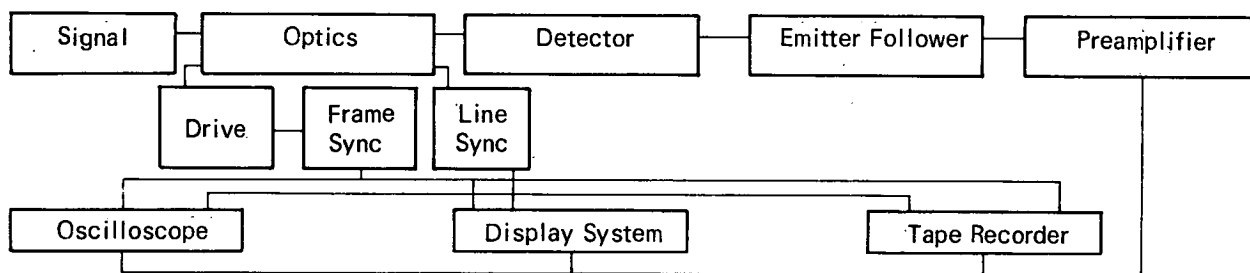 Signal
Optics
Detector
Emitter Follower
Preamplifier
Drive
Frame
Sync
Line
Sync
Oscilloscope
Display System
Tape Recorder